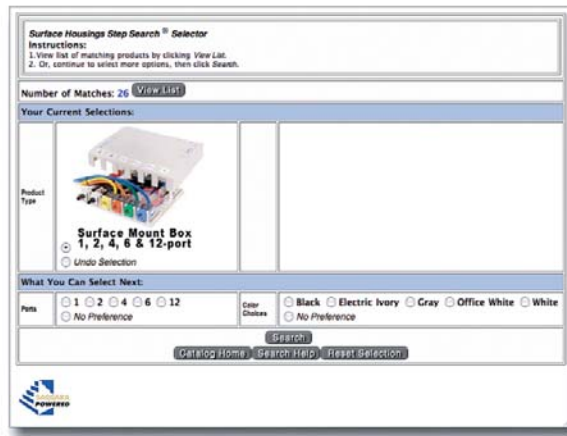 Surface Housings Step Search ® Selector
Instructions:
1. View list of matching products by clicking View List.
2. Or, continue to select more options, then click Search.
Number of Matches: 26 View List
Your Current Selections:
Product Type
Surface Mount Box
1, 2, 4, 6 & 12-port
Undo Selection
What You Can Select Next:
Ports
1 2 4 6 12
No Preference
Color Choices
Black Electric Ivory Gray Office White White
No Preference
Search
Catalog Home Search Help Reset Selection
POWERED